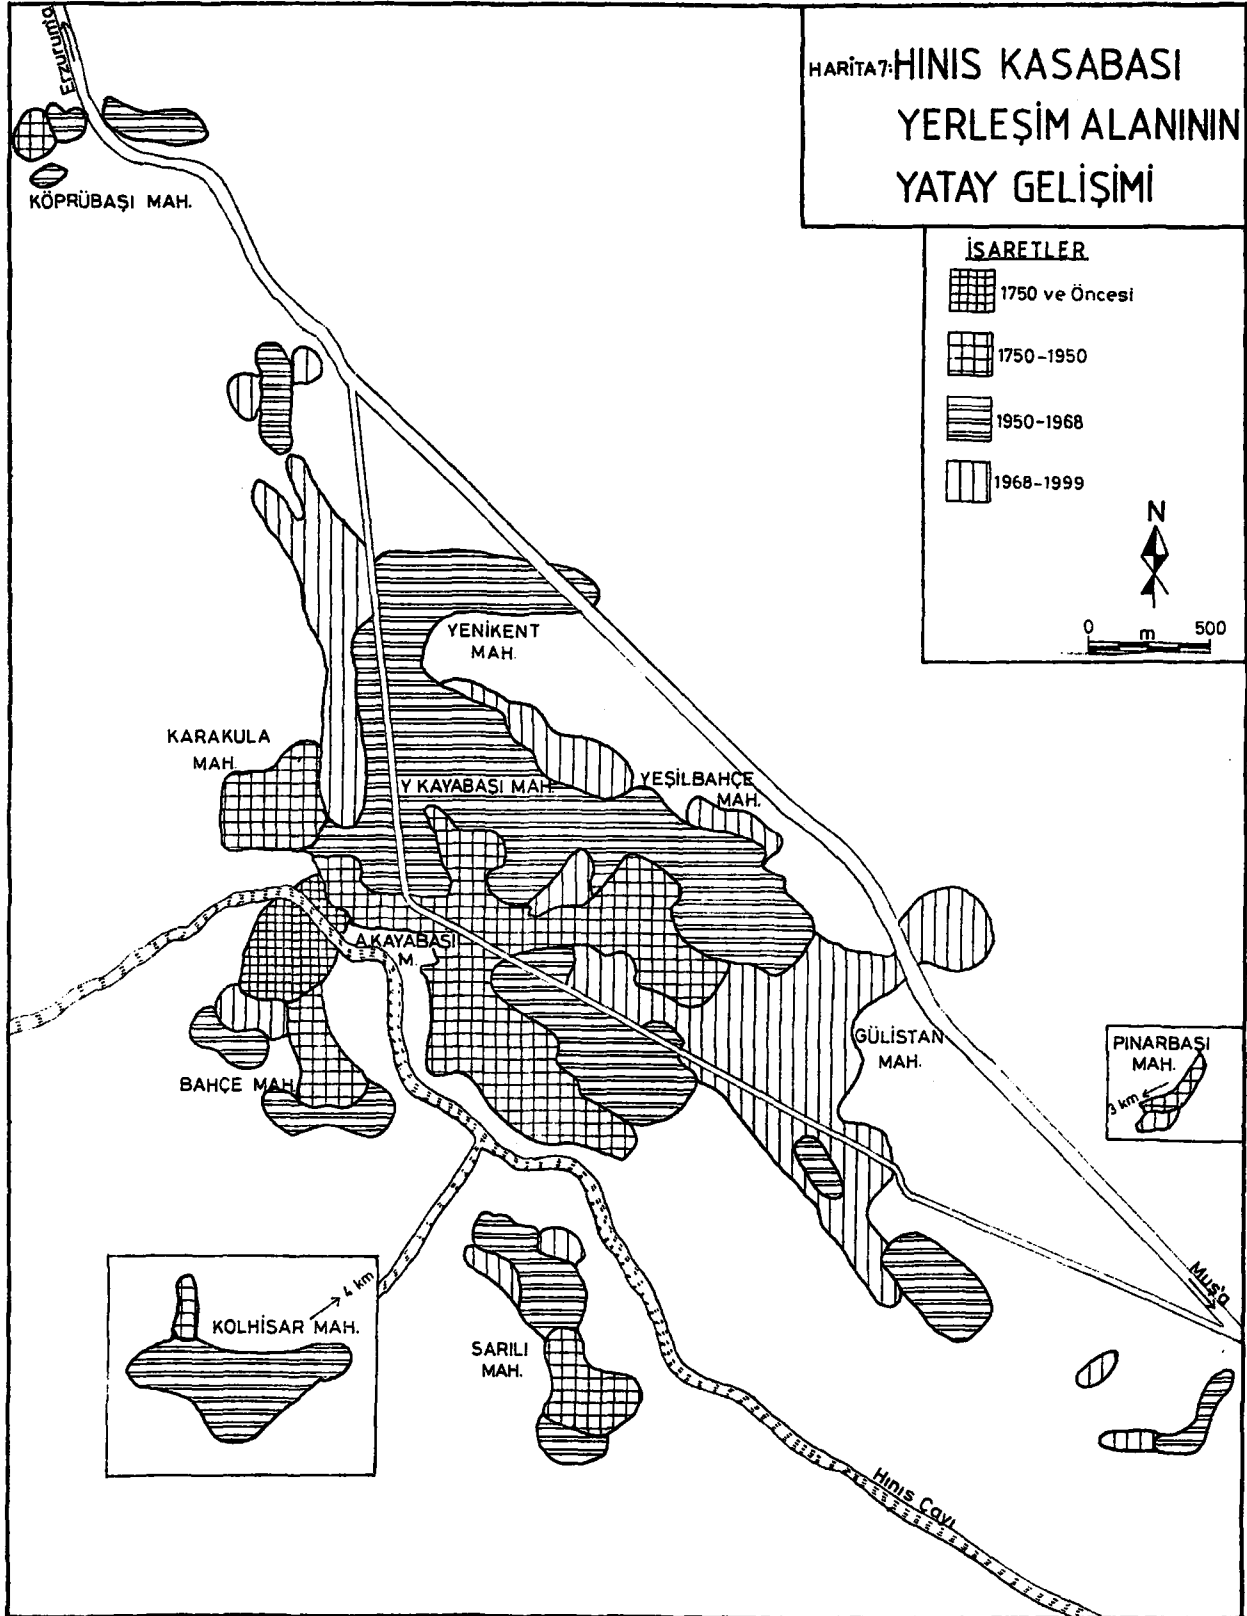 HARİTA 7: HINIS KASABASI
YERLEŞİM ALANININ
YATAY GELİŞİMİ
İŞARETLER
1750 ve Öncesi
1750-1950
1950-1968
1968-1999
N
0 m 500
Erzurum'a
KÖPRÜBAŞI MAH.
YENİKENT
MAH.
KARAKULA
MAH.
Y KAYABAŞI MAH.
YEŞİLBAHÇE
MAH.
A.KAYABAŞI
M.
GÜLİSTAN
MAH.
PINARBAŞI
MAH.
3 km
BAHÇE MAH.
KOLHİSAR MAH.
4 km
SARILI
MAH.
Muş'a
Hınıs Çayı